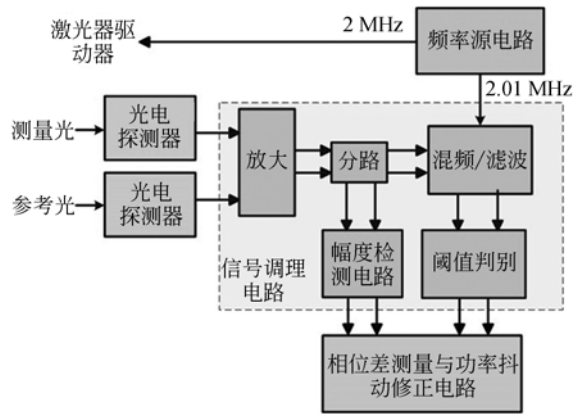 激光器驱
动器
2 MHz
频率源电路
2.01 MHz
测量光
光电
探测器
放大
分路
混频/滤波
参考光
光电
探测器
信号调理
电路
幅度检
测电路
阈值判别
相位差测量与功率抖
动修正电路